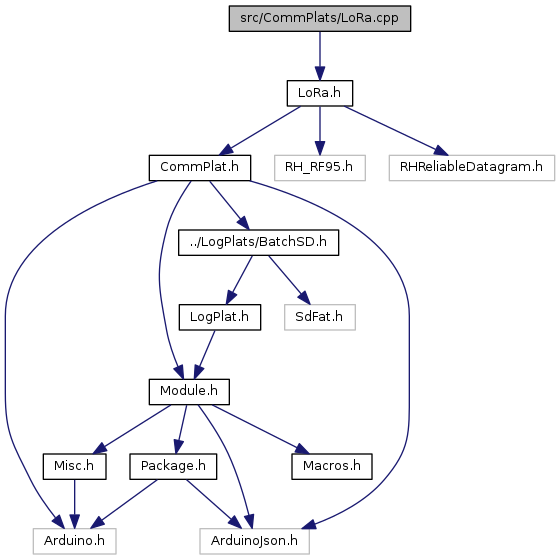 src/CommPlats/LoRa.cpp
LoRa.h
CommPlat.h
RH_RF95.h
RHReliableDatagram.h
../LogPlats/BatchSD.h
LogPlat.h
SdFat.h
Module.h
Misc.h
Package.h
Macros.h
Arduino.h
ArduinoJson.h